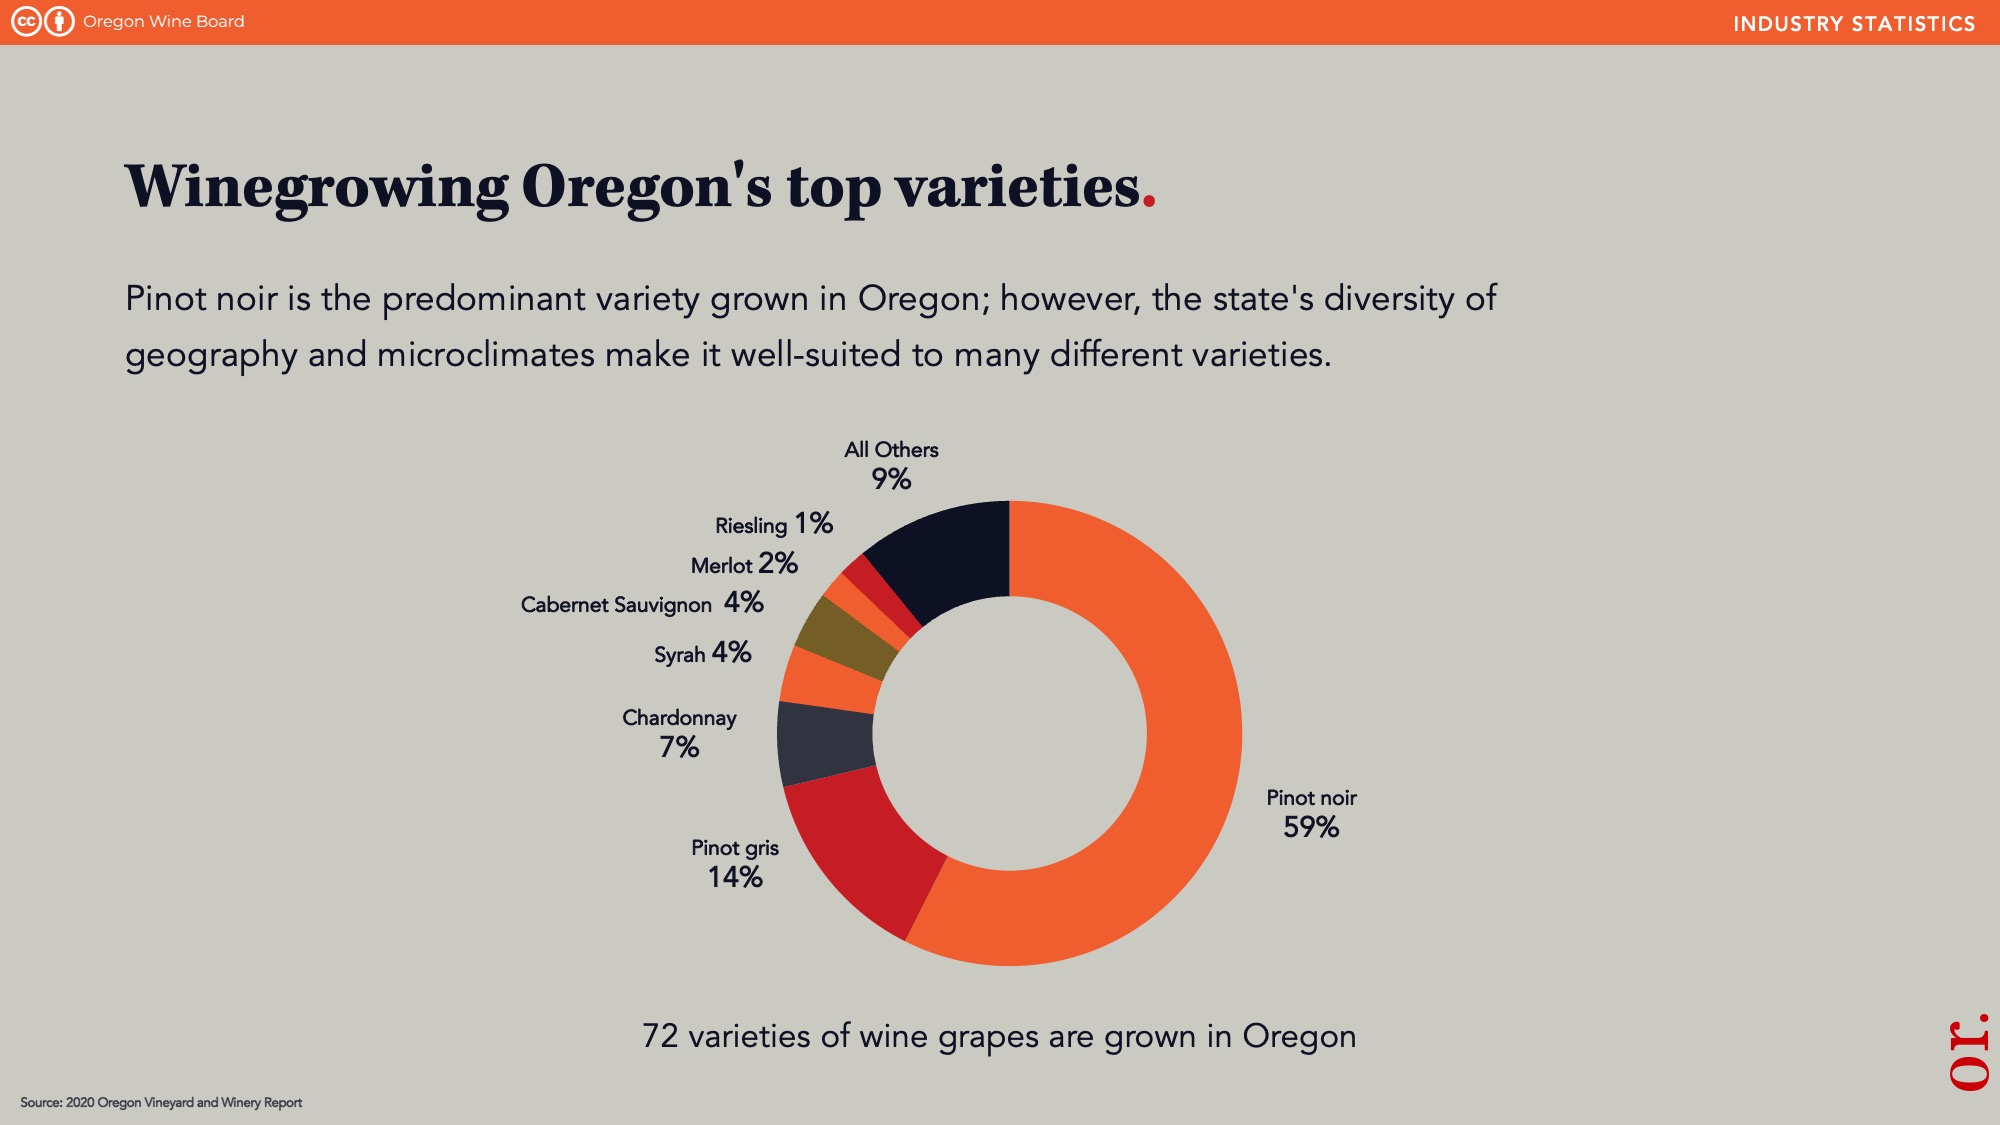 cc Oregon Wine Board
INDUSTRY STATISTICS
Winegrowing Oregon's top varieties.
Pinot noir is the predominant variety grown in Oregon; however, the state's diversity of
geography and microclimates make it well-suited to many different varieties.
All Others
9%
Riesling 1%
Merlot 2%
Cabernet Sauvignon 4%
Syrah 4%
Chardonnay
7%
Pinot noir
59%
Pinot gris
14%
72 varieties of wine grapes are grown in Oregon
or.
Source: 2020 Oregon Vineyard and Winery Report